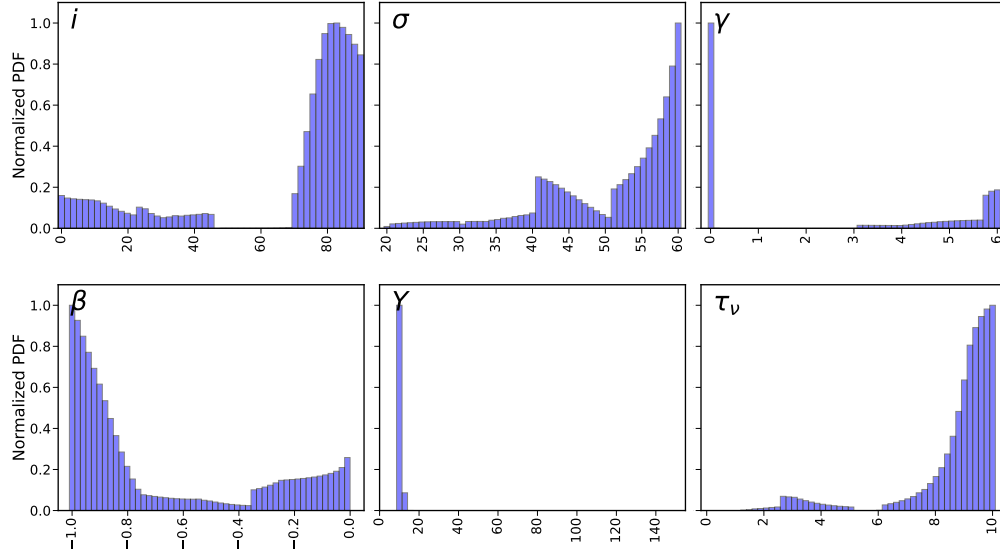 i
σ
γ
Normalized PDF
1.0
0.8
0.6
0.4
0.2
0.0
0 20 40 60 80
20 25 30 35 40 45 50 55 60
0 1 2 3 4 5 6
β
Y
τν
Normalized PDF
1.0
0.8
0.6
0.4
0.2
0.0
−1.0 −0.8 −0.6 −0.4 −0.2 0.0
0 20 40 60 80 100 120 140
0 2 4 6 8 10